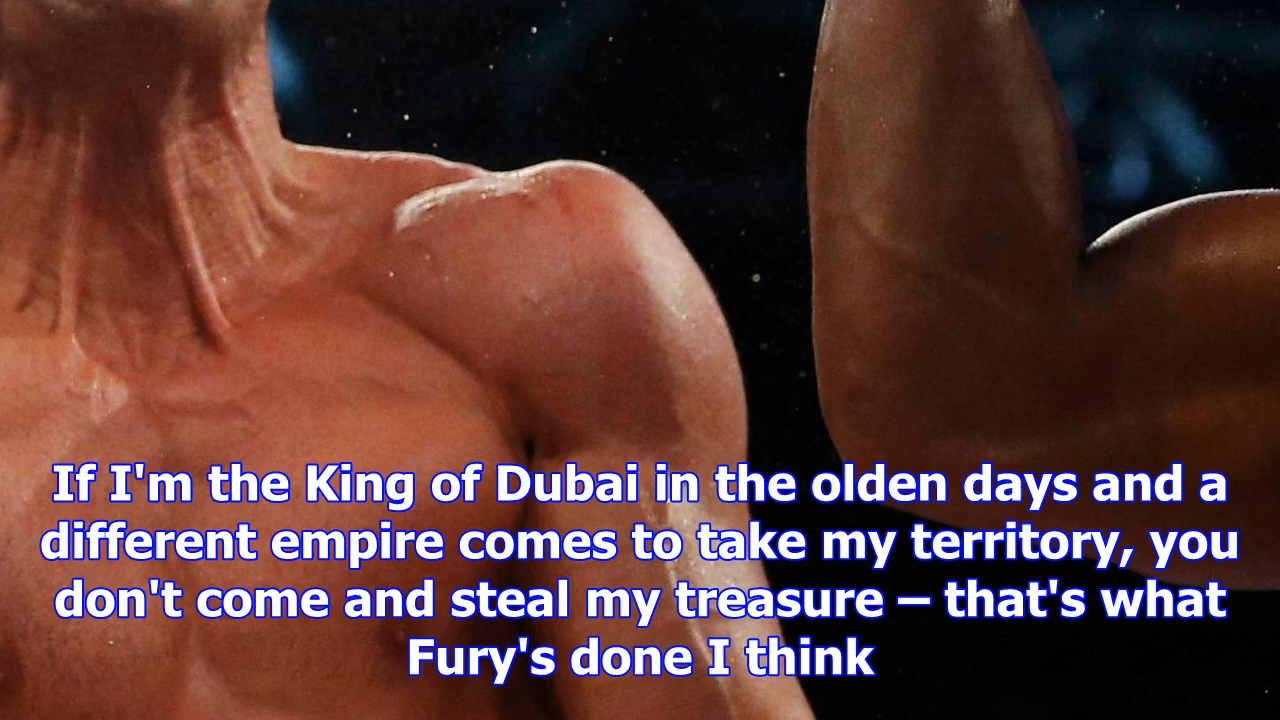 If I'm the King of Dubai in the olden days and a
different empire comes to take my territory, you
don't come and steal my treasure – that's what
Fury's done I think